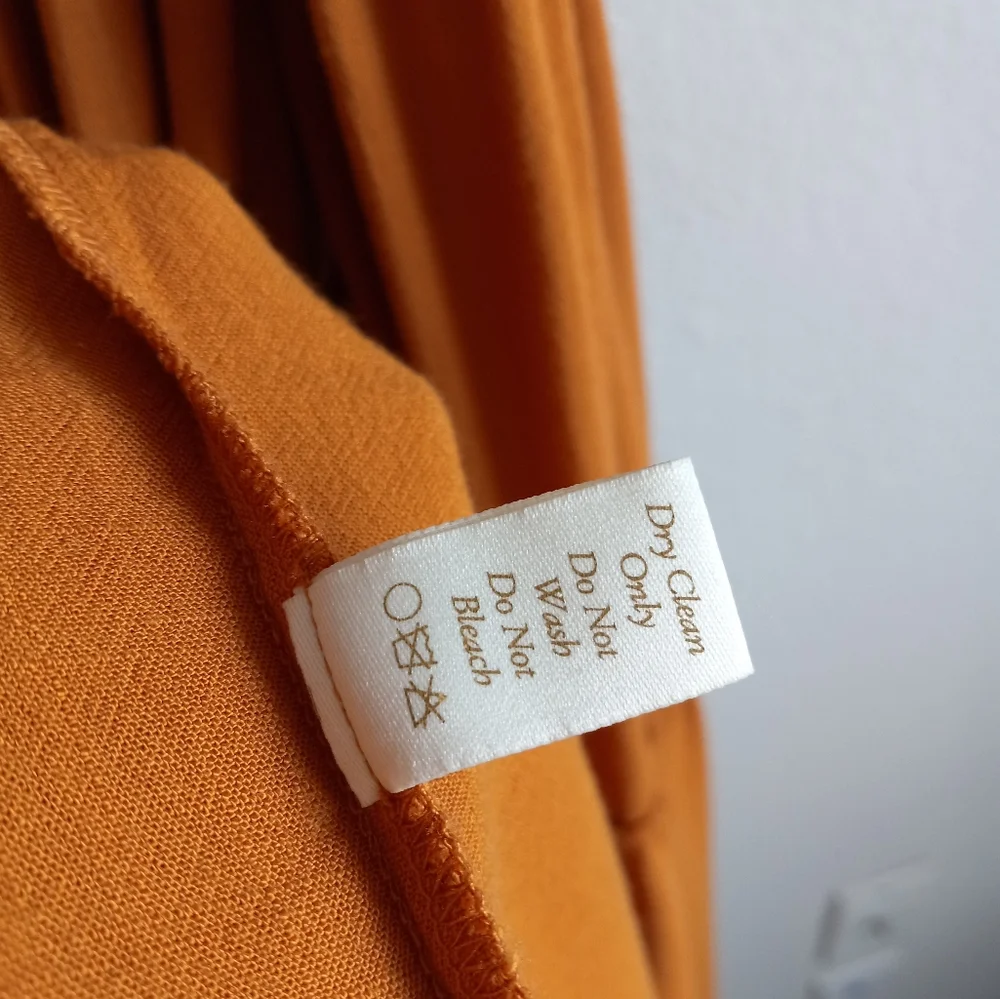 Dry Clean
Only
Do Not
Wash
Do Not
Bleach